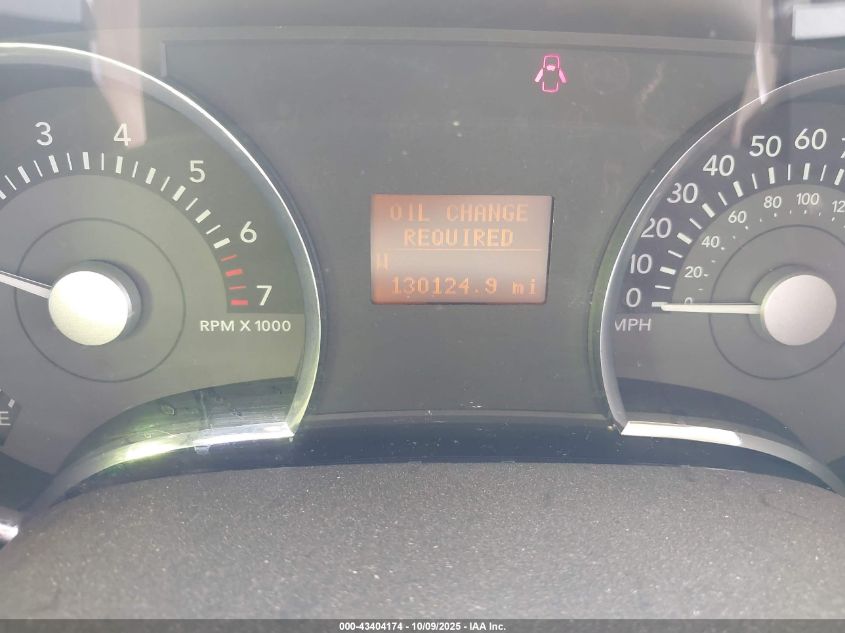 3 4 5 6 7
RPM X 1000
E
OIL CHANGE
REQUIRED
W
130124.9 mi
0 10 20 30 40 50 60
0 20 40 60 80 100
MPH
000-43404174 - 10/09/2025 - IAA Inc.